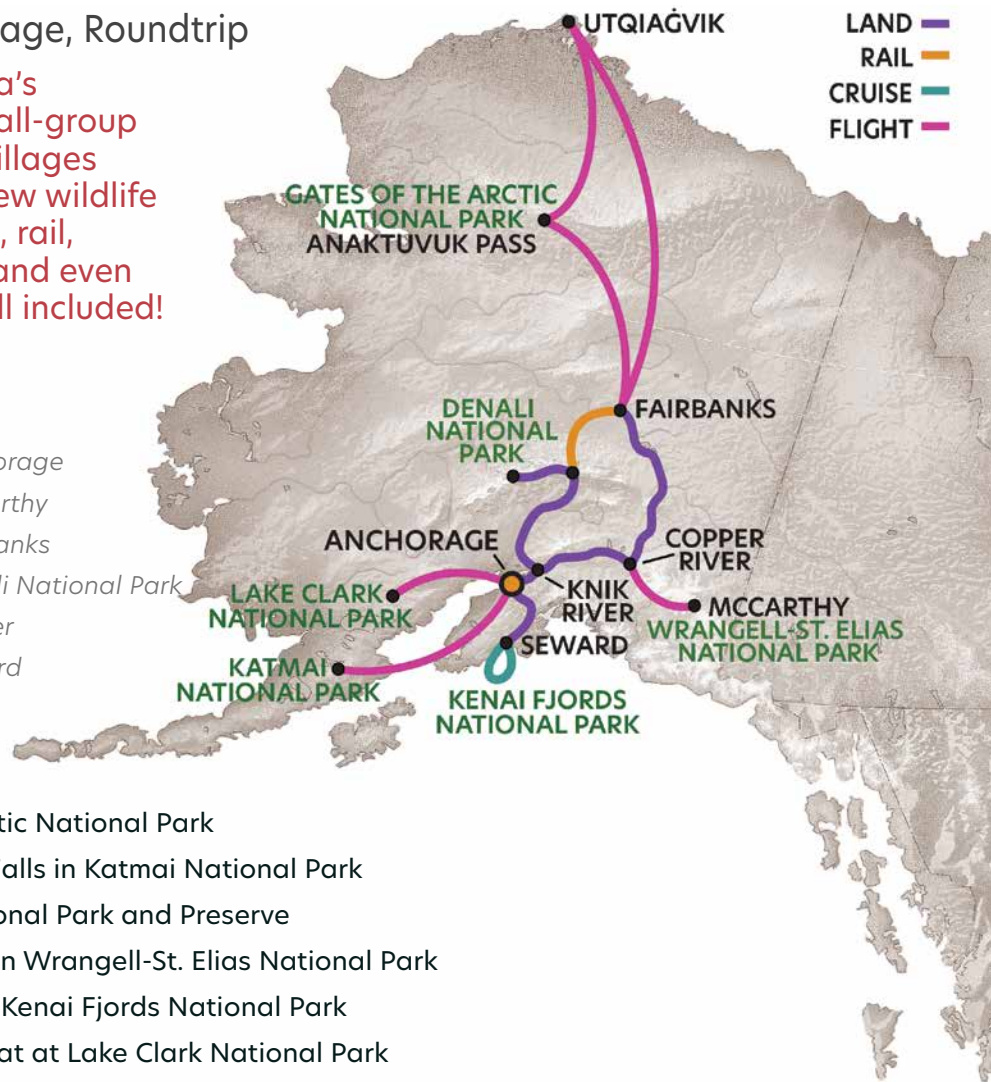 age, Roundtrip
a's
all-group
illages
ew wildlife
, rail,
and even
ll included!
orage
rthy
anks
li National Park
er
rd
UTQIAĠVIK
LAND
RAIL
CRUISE
FLIGHT
GATES OF THE ARCTIC
NATIONAL PARK
ANAKTUVUK PASS
FAIRBANKS
DENALI
NATIONAL
PARK
ANCHORAGE
COPPER
RIVER
KNIK
RIVER
LAKE CLARK
NATIONAL PARK
MCCARTHY
WRANGELL-ST. ELIAS
NATIONAL PARK
SEWARD
KATMAI
NATIONAL PARK
KENAI FJORDS
NATIONAL PARK
tic National Park
alls in Katmai National Park
onal Park and Preserve
n Wrangell-St. Elias National Park
Kenai Fjords National Park
at at Lake Clark National Park